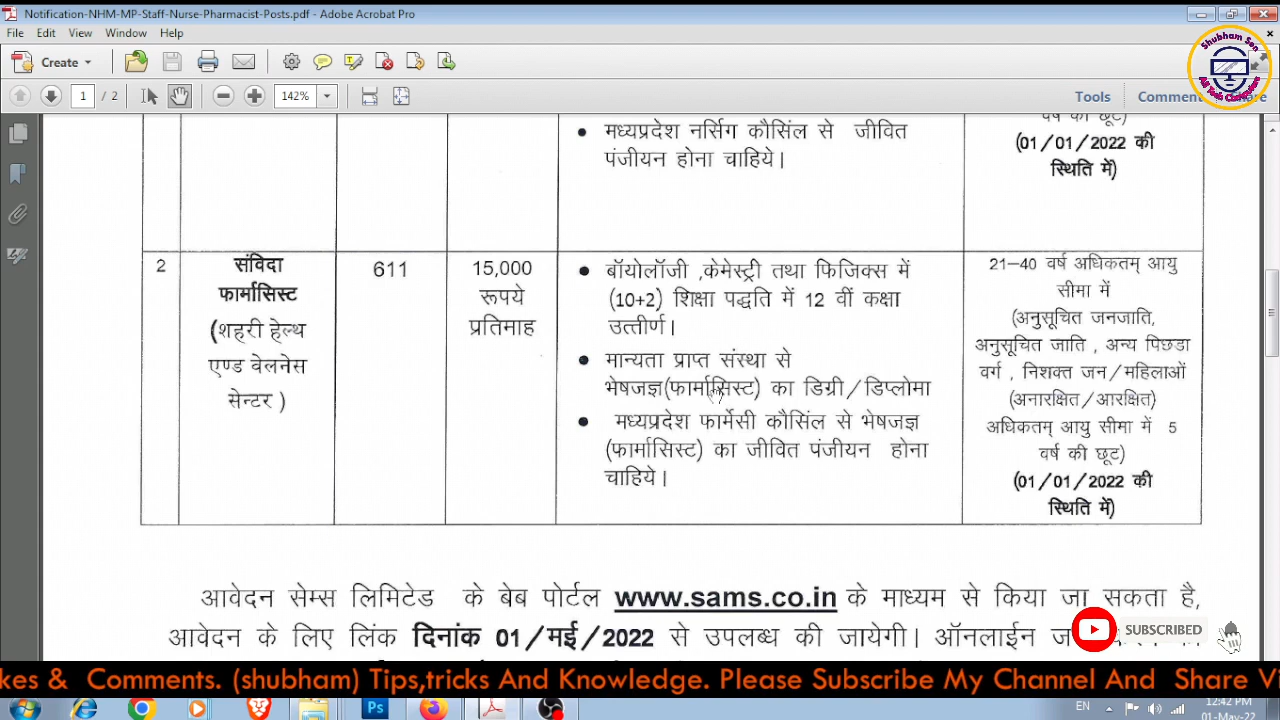 Notification-NHM-MP-Staff-Nurse-Pharmacist-Posts.pdf - Adobe Acrobat Pro
File Edit View Window Help
Create
1 / 2 142% Tools Comment
Shubham Sen
मध्यप्रदेश नर्सिग कौसिंल से जीवित
पंजीयन होना चाहिये।
वर्ष की छूट)
(01/01/2022 की
स्थिति में)
2
संविदा
फार्मासिस्ट
(शहरी हेल्थ
एण्ड वेलनेस
सेन्टर )
611
15,000
रूपये
प्रतिमाह
बॉयोलॉजी ,केमेस्ट्री तथा फिजिक्स में
(10+2) शिक्षा पद्धति में 12 वीं कक्षा
उत्तीर्ण।
मान्यता प्राप्त संस्था से
भेषजज्ञ(फार्मासिस्ट) का डिग्री/डिप्लोमा
मध्यप्रदेश फार्मेसी कौसिंल से भेषजज्ञ
(फार्मासिस्ट) का जीवित पंजीयन होना
चाहिये।
21–40 वर्ष अधिकतम् आयु
सीमा में
(अनुसूचित जनजाति,
अनुसूचित जाति , अन्य पिछडा
वर्ग , निशक्त जन/महिलाओं
(अनारक्षित/आरक्षित)
अधिकतम् आयु सीमा में 5
वर्ष की छूट)
(01/01/2022 की
स्थिति में)
आवेदन सेम्स लिमिटेड के बेब पोर्टल www.sams.co.in के माध्यम से किया जा सकता है,
आवेदन के लिए लिंक दिनांक 01/मई/2022 से उपलब्ध की जायेगी। ऑनलाईन
SUBSCRIBED
kes & Comments. (shubham) Tips,tricks And Knowledge. Please Subscribe My Channel And Share Vi
EN 12:42 PM
01-May-22